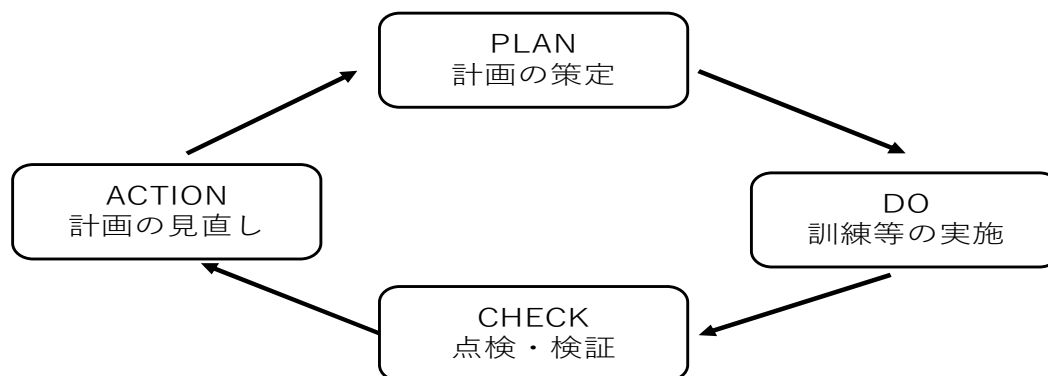 PLAN
計画の策定
DO
訓練等の実施
CHECK
点検・検証
ACTION
計画の見直し